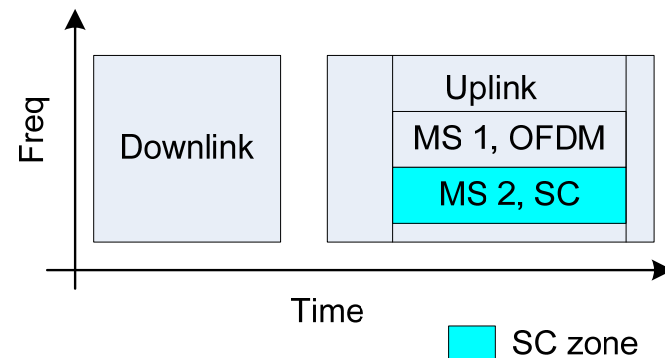 Freq
Downlink
Uplink
MS 1, OFDM
MS 2, SC
Time
SC zone